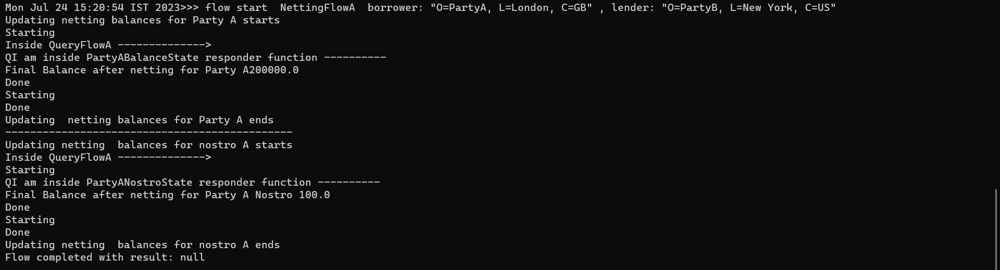 Mon Jul 24 15:20:54 IST 2023>>> flow start  NettingFlowA  borrower: "O=PartyA, L=London, C=GB" , lender: "O=PartyB, L=New York, C=US"
Updating netting balances for Party A starts
Starting
Inside QueryFlowA -------------->
QI am inside PartyABalanceState responder function ----------
Final Balance after netting for Party A200000.0
Done
Starting
Done
Updating  netting balances for Party A ends
----------------------------------------------
Updating netting  balances for nostro A starts
Inside QueryFlowA -------------->
Starting
QI am inside PartyANostroState responder function ----------
Final Balance after netting for Party A Nostro 100.0
Done
Starting
Done
Updating netting  balances for nostro A ends
Flow completed with result: null